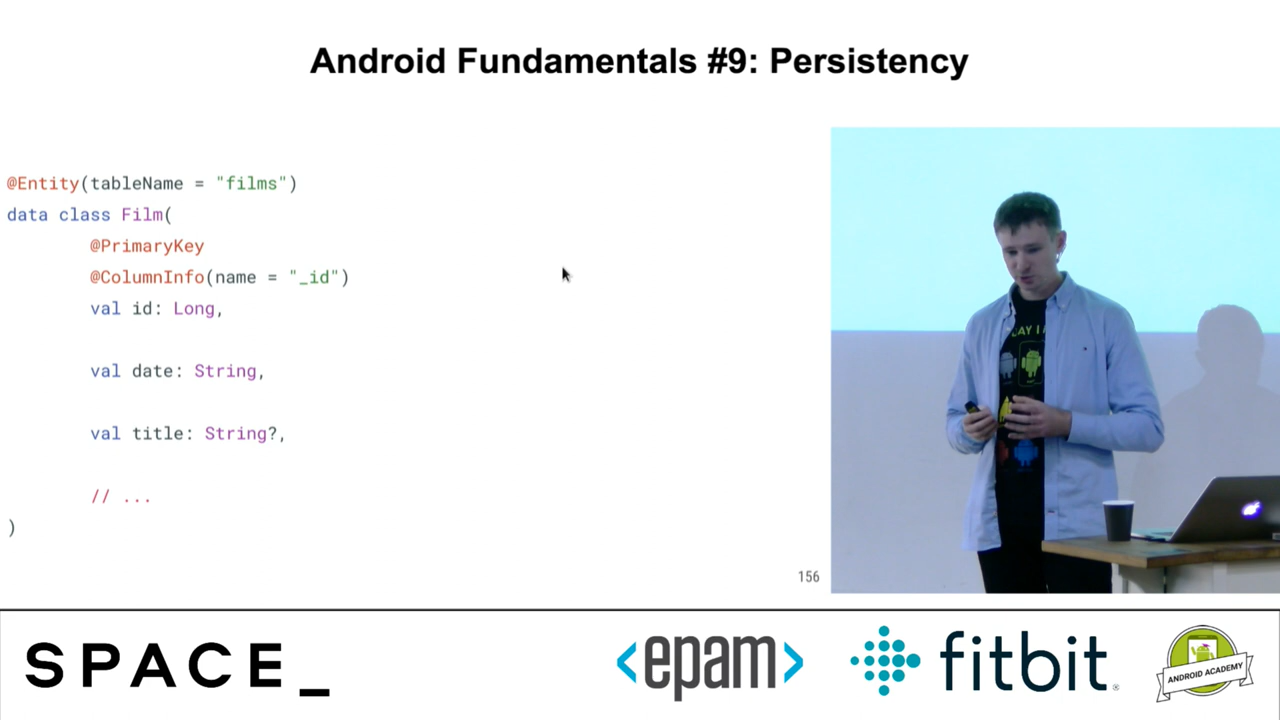 Android Fundamentals #9: Persistency
@Entity(tableName = "films")
data class Film(
@PrimaryKey
@ColumnInfo(name = "_id")
val id: Long,
val date: String,
val title: String?,
// ...
)
156
SPACE_
<epam>
fitbit®
ANDROID ACADEMY